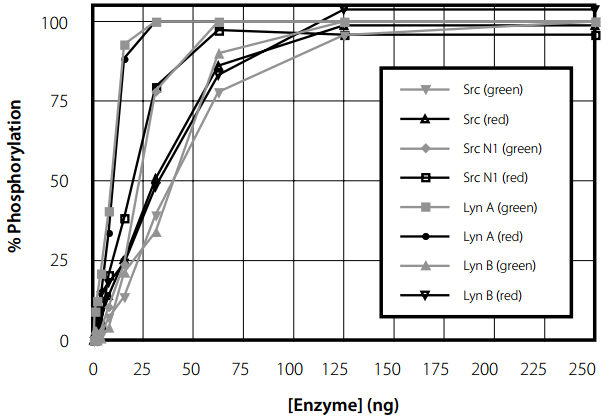 100
75
50
25
0
% Phosphorylation
0 25 50 75 100 125 150 175 200 225 250
[Enzyme] (ng)
Src (green)
Src (red)
Src N1 (green)
Src N1 (red)
Lyn A (green)
Lyn A (red)
Lyn B (green)
Lyn B (red)